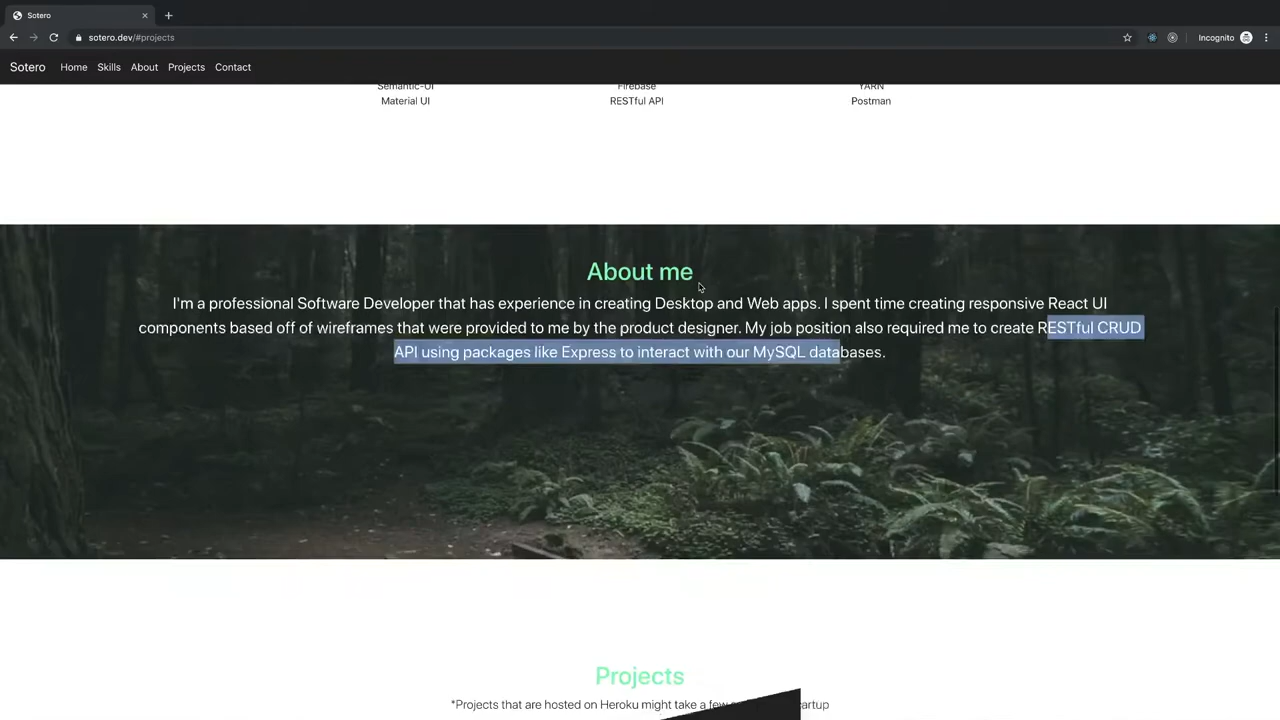 Sotero
sotero.dev/#projects
Incognito
Sotero Home Skills About Projects Contact
Semantic-UI Firebase YARN
Material UI RESTful API Postman
About me
I'm a professional Software Developer that has experience in creating Desktop and Web apps. I spent time creating responsive React UI
components based off of wireframes that were provided to me by the product designer. My job position also required me to create RESTful CRUD
API using packages like Express to interact with our MySQL databases.
Projects
*Projects that are hosted on Heroku might take a few